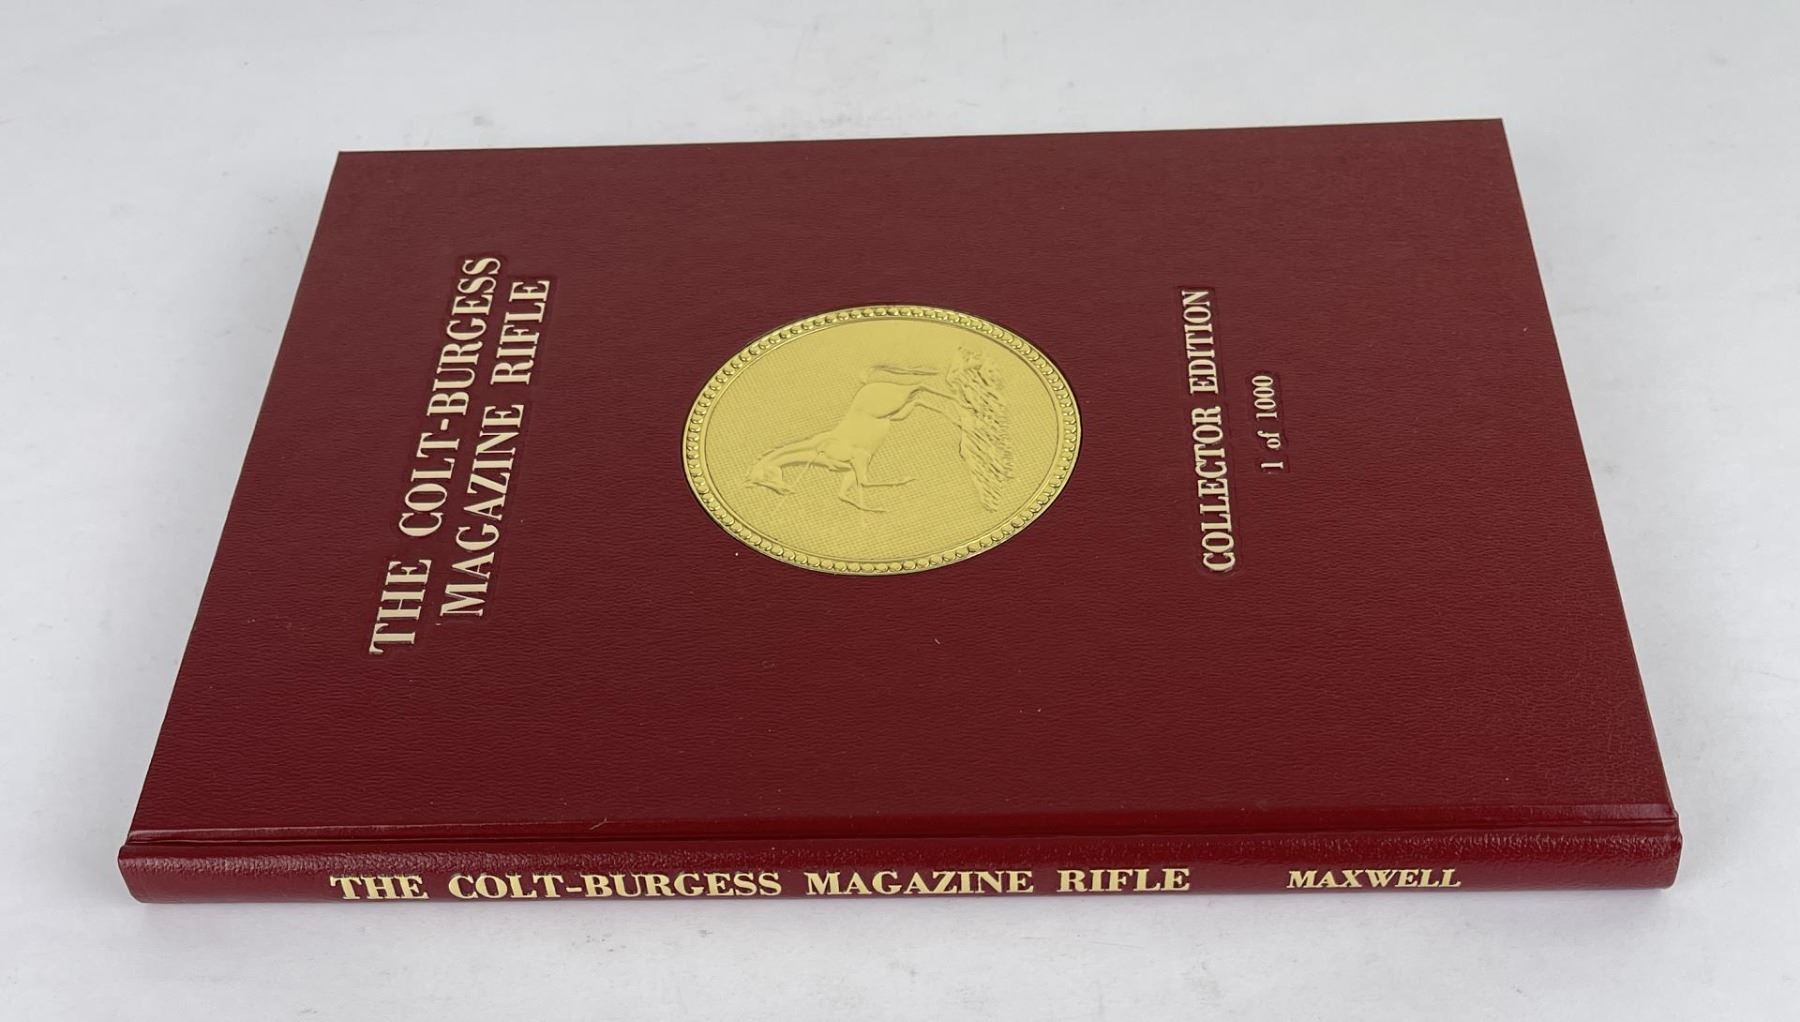 THE COLT-BURGESS
MAGAZINE RIFLE
COLLECTOR EDITION
1 of 1000
THE COLT-BURGESS MAGAZINE RIFLE MAXWELL